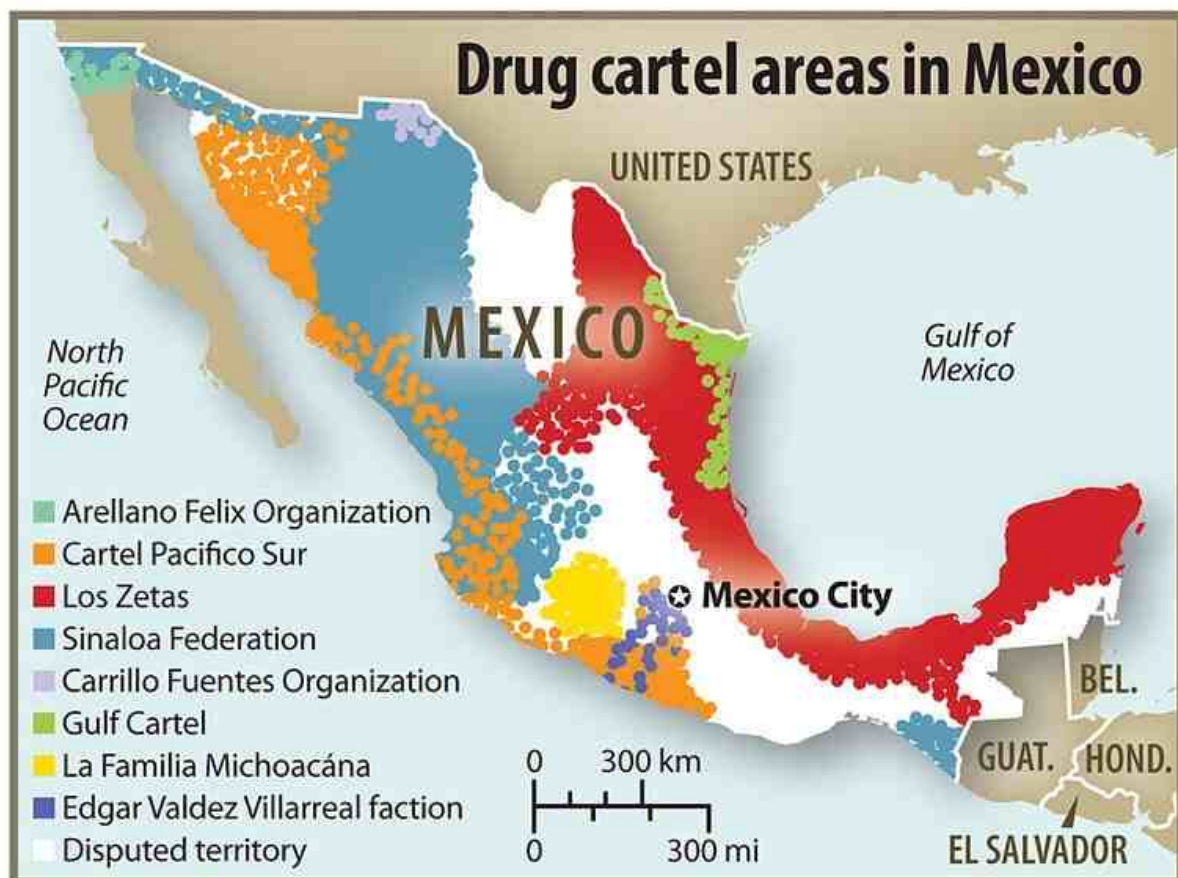 Drug cartel areas in Mexico
UNITED STATES
MEXICO
North
Pacific
Ocean
Gulf of
Mexico
Arellano Felix Organization
Cartel Pacifico Sur
Los Zetas
Sinaloa Federation
Carrillo Fuentes Organization
Gulf Cartel
La Familia Michoacána
Edgar Valdez Villarreal faction
Disputed territory
Mexico City
0 300 km
0 300 mi
BEL.
GUAT.
HOND.
EL SALVADOR